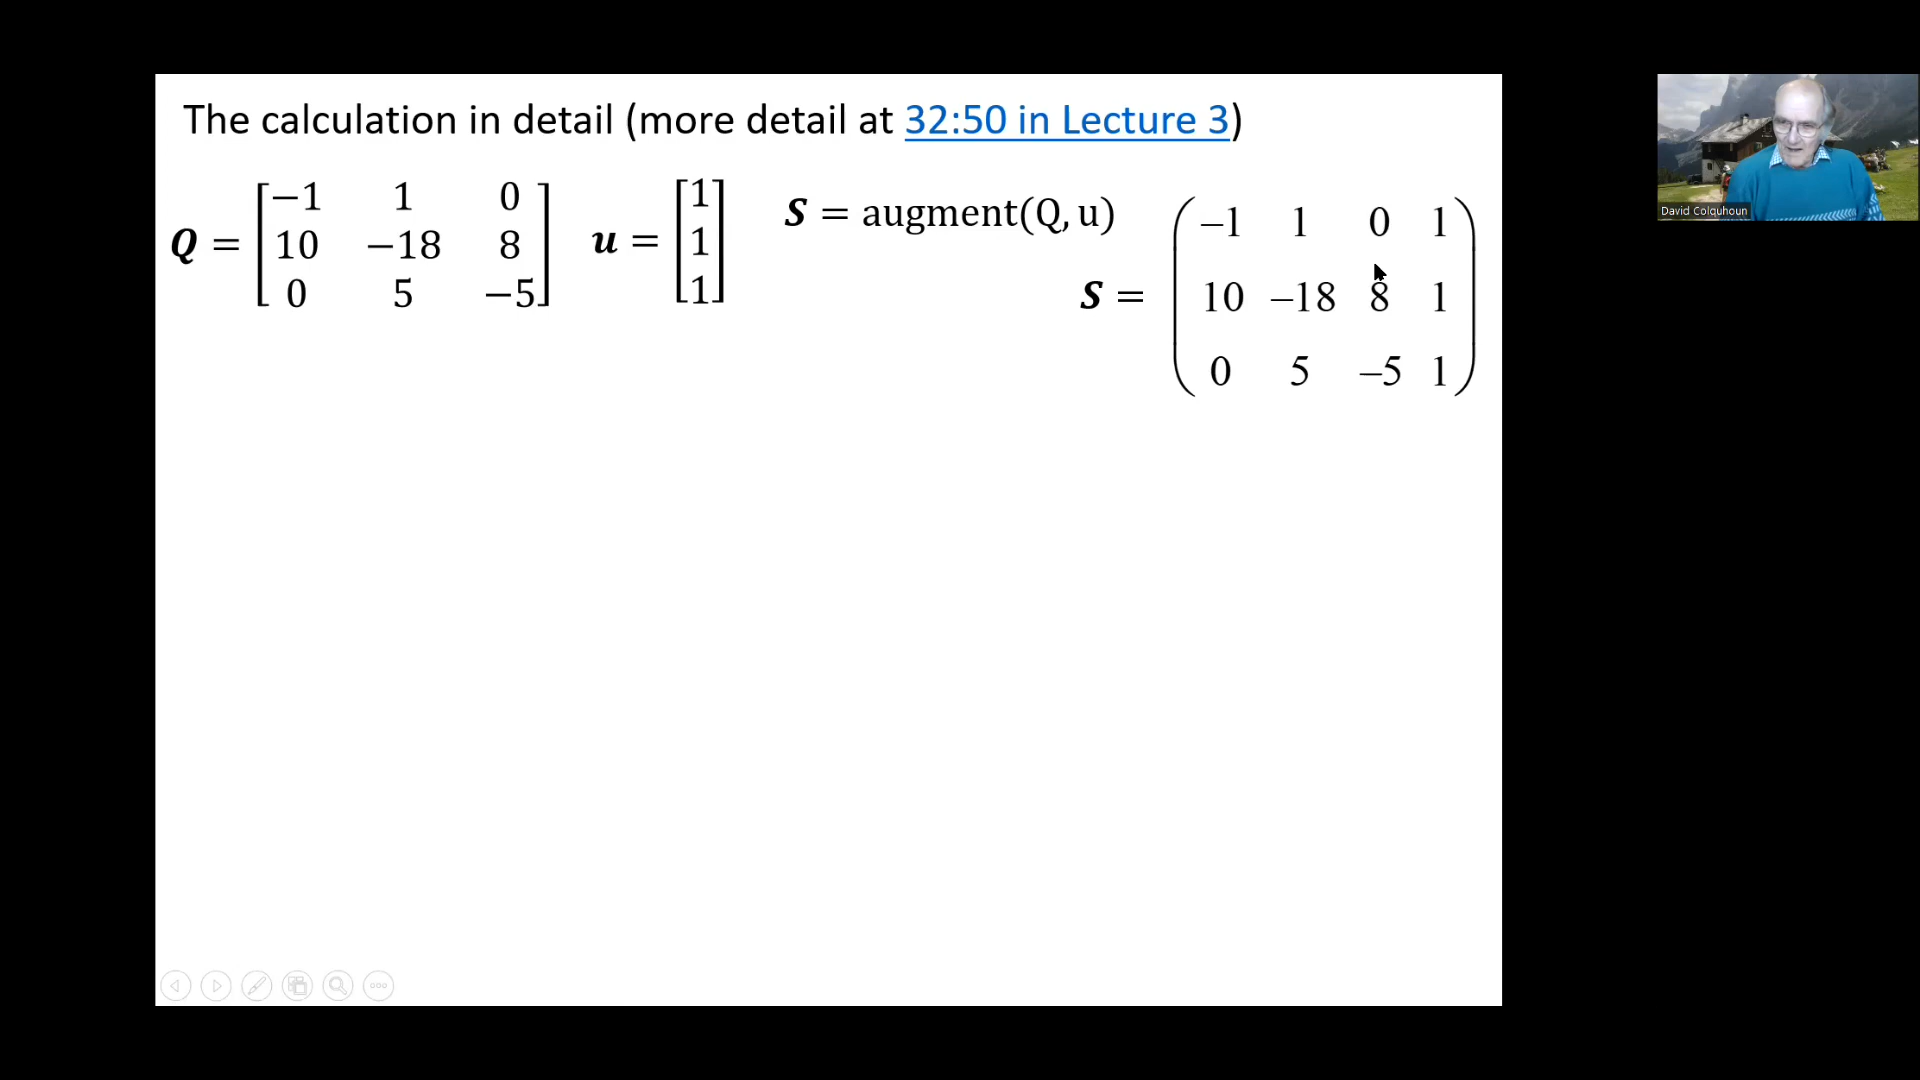 The calculation in detail (more detail at 32:50 in Lecture 3)
Q = [−1 1 0
10 −18 8
0 5 −5]
u = [1
1
1]
S = augment(Q, u)
S = (–1 1 0 1
10 –18 8 1
0 5 –5 1)
David Colquhoun